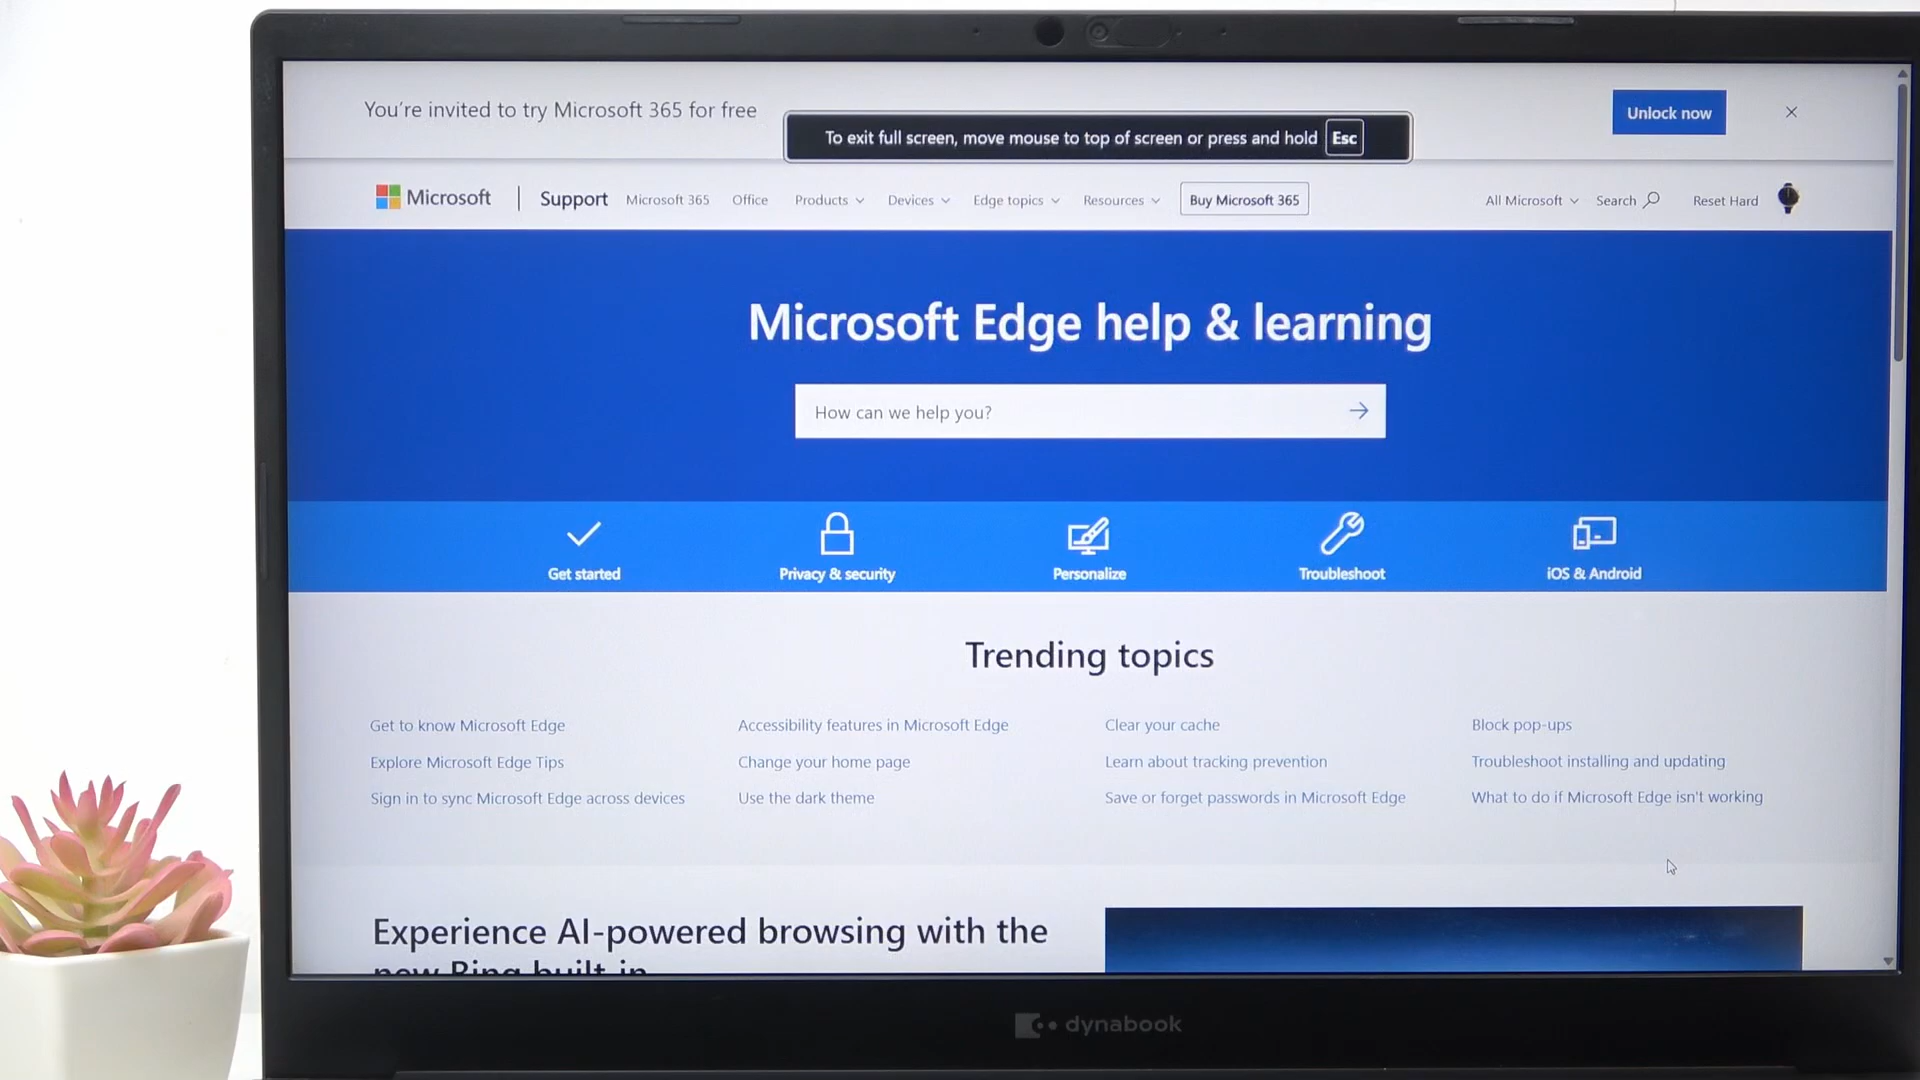 You're invited to try Microsoft 365 for free
To exit full screen, move mouse to top of screen or press and hold Esc
Unlock now
Microsoft Support Microsoft 365 Office Products Devices Edge topics Resources Buy Microsoft 365 All Microsoft Search Reset Hard
Microsoft Edge help & learning
How can we help you?
Get started Privacy & security Personalize Troubleshoot iOS & Android
Trending topics
Get to know Microsoft Edge Accessibility features in Microsoft Edge Clear your cache Block pop-ups
Explore Microsoft Edge Tips Change your home page Learn about tracking prevention Troubleshoot installing and updating
Sign in to sync Microsoft Edge across devices Use the dark theme Save or forget passwords in Microsoft Edge What to do if Microsoft Edge isn't working
Experience AI-powered browsing with the
new Bing built-in
dynabook